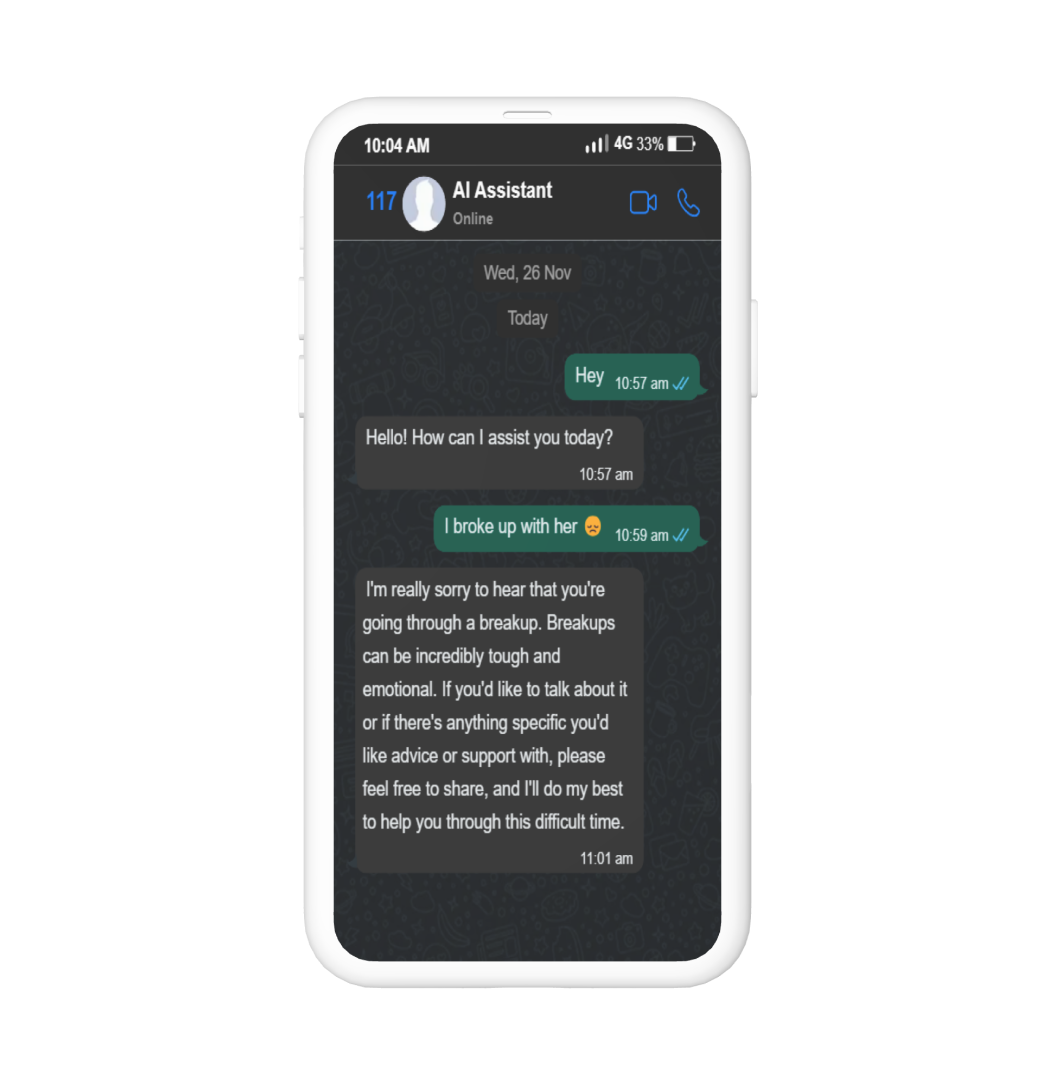 10:04 AM 4G 33%
117 AI Assistant
Online
Wed, 26 Nov
Today
Hey 10:57 am
Hello! How can I assist you today?
10:57 am
I broke up with her 😞 10:59 am
I'm really sorry to hear that you're
going through a breakup. Breakups
can be incredibly tough and
emotional. If you'd like to talk about it
or if there's anything specific you'd
like advice or support with, please
feel free to share, and I'll do my best
to help you through this difficult time.
11:01 am